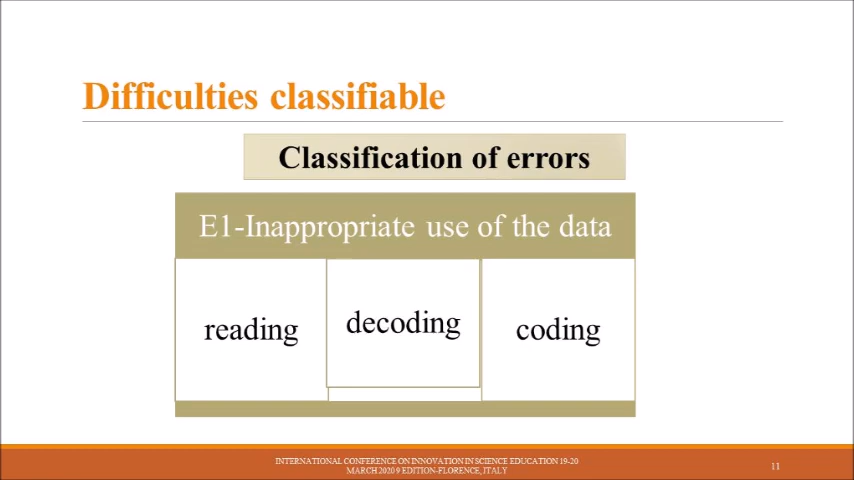 Difficulties classifiable
Classification of errors
E1-Inappropriate use of the data
reading
decoding
coding
INTERNATIONAL CONFERENCE ON INNOVATION IN SCIENCE EDUCATION 19-20
MARCH 2020 9 EDITION-FLORENCE, ITALY
11